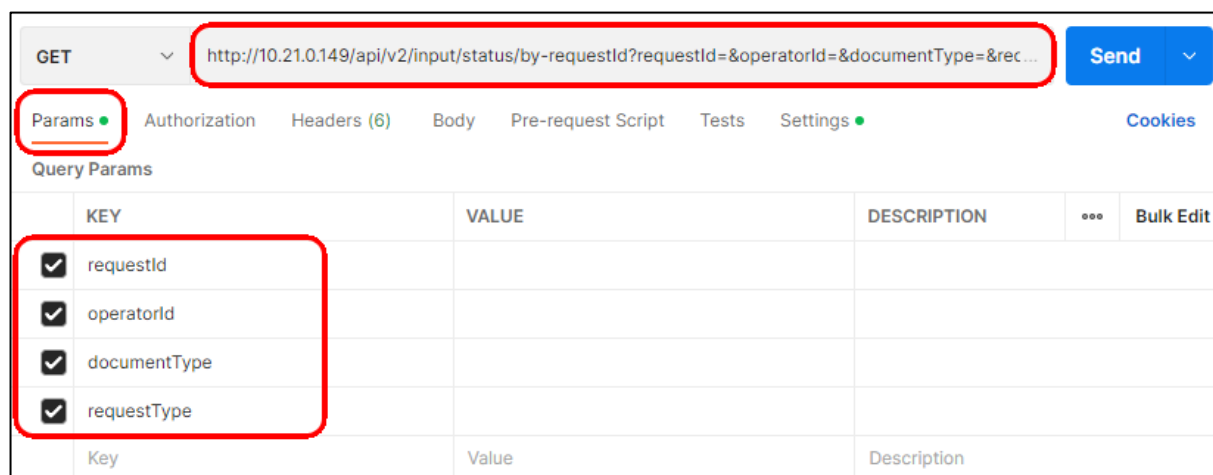 GET http://10.21.0.149/api/v2/input/status/by-requestId?requestId=&operatorId=&documentType=&rec... Send
Params Authorization Headers (6) Body Pre-request Script Tests Settings Cookies
Query Params
KEY VALUE DESCRIPTION ooo Bulk Edit
requestId
operatorId
documentType
requestType
Key Value Description